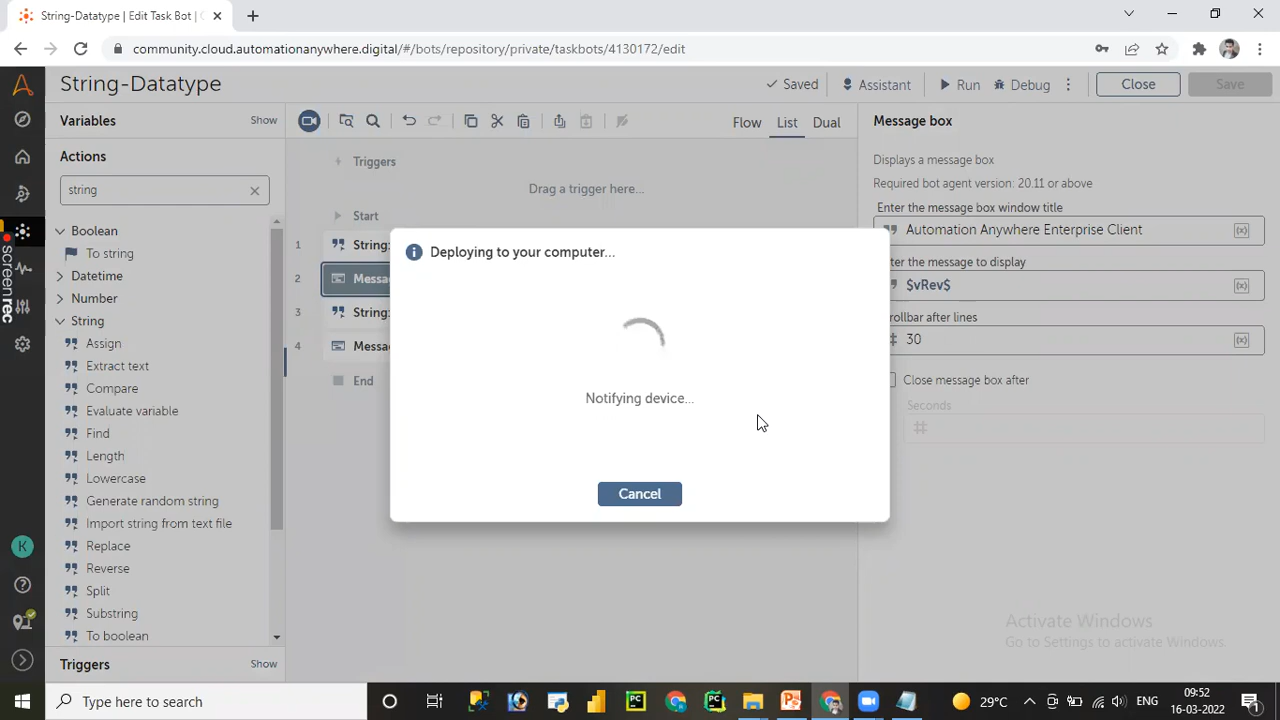 String-Datatype | Edit Task Bot | C
community.cloud.automationanywhere.digital/#/bots/repository/private/taskbots/4130172/edit
String-Datatype
Saved
Assistant
Run
Debug
Close
Save
Variables
Show
Flow
List
Dual
Message box
Actions
string
Triggers
Drag a trigger here...
Start
Displays a message box
Required bot agent version: 20.11 or above
Enter the message box window title
Automation Anywhere Enterprise Client
ter the message to display
$vRev$
rollbar after lines
30
Close message box after
Seconds
Boolean
To string
Datetime
Number
String
Assign
Extract text
Compare
Evaluate variable
Find
Length
Lowercase
Generate random string
Import string from text file
Replace
Reverse
Split
Substring
To boolean
Triggers
Show
1
String:
2
Messa
3
String:
4
Messa
End
Deploying to your computer...
Notifying device...
Cancel
screenrec
K
Activate Windows
Go to Settings to activate Windows.
Type here to search
PC
PC
29°C
ENG
09:52
16-03-2022
1